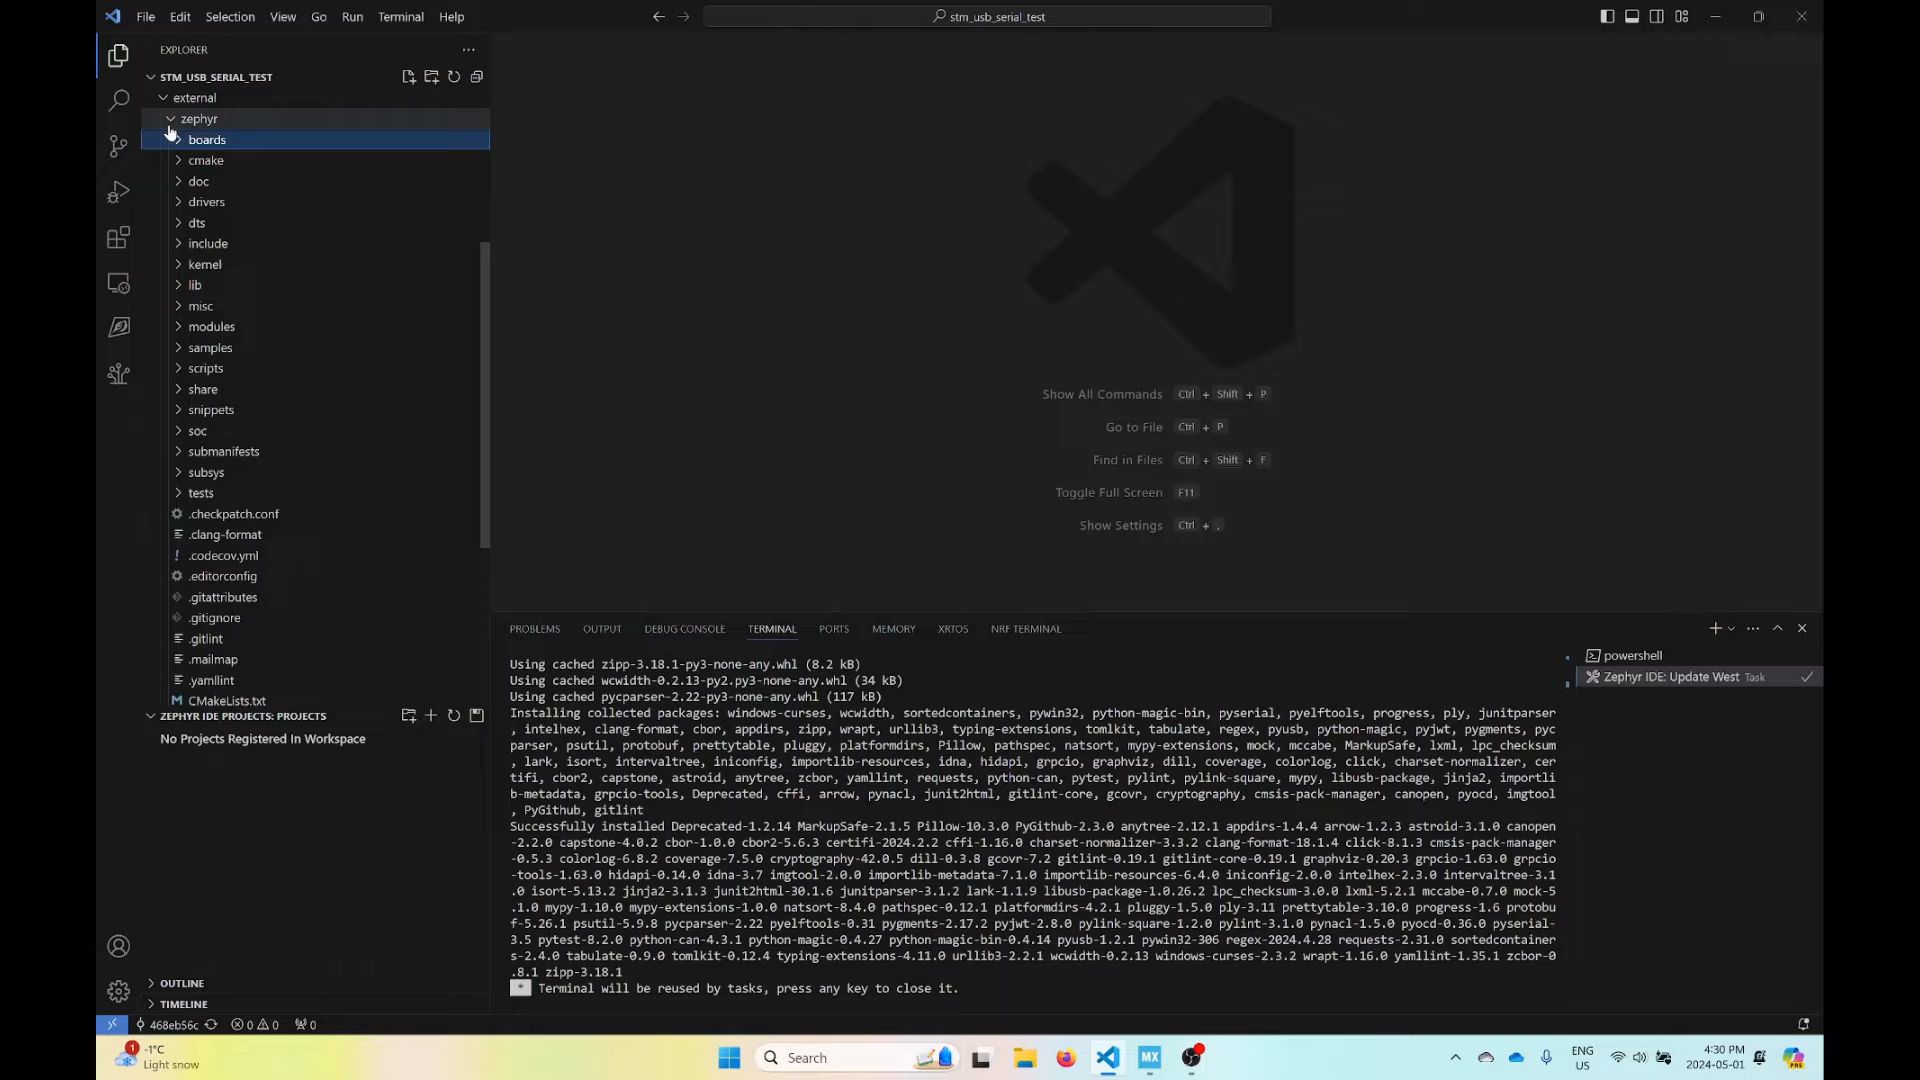 File Edit Selection View Go Run Terminal Help
stm_usb_serial_test
EXPLORER
STM_USB_SERIAL_TEST
external
zephyr
boards
cmake
doc
drivers
dts
include
kernel
lib
misc
modules
samples
scripts
share
snippets
soc
submanifests
subsys
tests
.checkpatch.conf
.clang-format
.codecov.yml
.editorconfig
.gitattributes
.gitignore
.gitlint
.mailmap
.yamllint
CMakeLists.txt
ZEPHYR IDE PROJECTS: PROJECTS
No Projects Registered In Workspace
OUTLINE
TIMELINE
Show All Commands Ctrl + Shift + P
Go to File Ctrl + P
Find in Files Ctrl + Shift + F
Toggle Full Screen F11
Show Settings Ctrl + ,
PROBLEMS OUTPUT DEBUG CONSOLE TERMINAL PORTS MEMORY XRTOS NRF TERMINAL
powershell
Zephyr IDE: Update West Task
Using cached zipp-3.18.1-py3-none-any.whl (8.2 kB)
Using cached wcwidth-0.2.13-py2.py3-none-any.whl (34 kB)
Using cached pycparser-2.22-py3-none-any.whl (117 kB)
Installing collected packages: windows-curses, wcwidth, sortedcontainers, pywin32, python-magic-bin, pyserial, pyelftools, progress, ply, junitparser
, intelhex, clang-format, cbor, appdirs, zipp, wrapt, urllib3, typing-extensions, tomlkit, tabulate, regex, pyusb, python-magic, pyjwt, pygments, pyc
parser, psutil, protobuf, prettytable, pluggy, platformdirs, Pillow, pathspec, natsort, mypy-extensions, mock, mccabe, MarkupSafe, lxml, lpc_checksum
, lark, isort, intervaltree, iniconfig, importlib-resources, idna, hidapi, grpcio, graphviz, dill, coverage, colorlog, click, charset-normalizer, cer
tifi, cbor2, capstone, astroid, anytree, zcbor, yamllint, requests, python-can, pytest, pylint, pylink-square, mypy, libusb-package, jinja2, importli
b-metadata, grpcio-tools, Deprecated, cffi, arrow, pynacl, junit2html, gitlint-core, gcovr, cryptography, cmsis-pack-manager, canopen, pyocd, imgtool
, PyGithub, gitlint
Successfully installed Deprecated-1.2.14 MarkupSafe-2.1.5 Pillow-10.3.0 PyGithub-2.3.0 anytree-2.12.1 appdirs-1.4.4 arrow-1.2.3 astroid-3.1.0 canopen
-2.2.0 capstone-4.0.2 cbor-1.0.0 cbor2-5.6.3 certifi-2024.2.2 cffi-1.16.0 charset-normalizer-3.3.2 clang-format-18.1.4 click-8.1.3 cmsis-pack-manager
-0.5.3 colorlog-6.8.2 coverage-7.5.0 cryptography-42.0.5 dill-0.3.8 gcovr-7.2 gitlint-0.19.1 gitlint-core-0.19.1 graphviz-0.20.3 grpcio-1.63.0 grpcio
-tools-1.63.0 hidapi-0.14.0 idna-3.7 imgtool-2.0.0 importlib-metadata-7.1.0 importlib-resources-6.4.0 iniconfig-2.0.0 intelhex-2.3.0 intervaltree-3.1
.0 isort-5.13.2 jinja2-3.1.3 junit2html-30.1.6 junitparser-3.1.2 lark-1.1.9 libusb-package-1.0.26.2 lpc_checksum-3.0.0 lxml-5.2.1 mccabe-0.7.0 mock-5
.1.0 mypy-1.10.0 mypy-extensions-1.0.0 natsort-8.4.0 pathspec-0.12.1 platformdirs-4.2.1 pluggy-1.5.0 ply-3.11 prettytable-3.10.0 progress-1.6 protobu
f-5.26.1 psutil-5.9.8 pycparser-2.22 pyelftools-0.31 pygments-2.17.2 pyjwt-2.8.0 pylink-square-1.2.0 pylint-3.1.0 pynacl-1.5.0 pyocd-0.36.0 pyserial-
3.5 pytest-8.2.0 python-can-4.3.1 python-magic-0.4.27 python-magic-bin-0.4.14 pyusb-1.2.1 pywin32-306 regex-2024.4.28 requests-2.31.0 sortedcontainer
s-2.4.0 tabulate-0.9.0 tomlkit-0.12.4 typing-extensions-4.11.0 urllib3-2.2.1 wcwidth-0.2.13 windows-curses-2.3.2 wrapt-1.16.0 yamllint-1.35.1 zcbor-0
.8.1 zipp-3.18.1
* Terminal will be reused by tasks, press any key to close it.
468eb56c 0 0 0
1 -1°C
Light snow
Search
MX
ENG
US
4:30 PM
2024-05-01
PRE